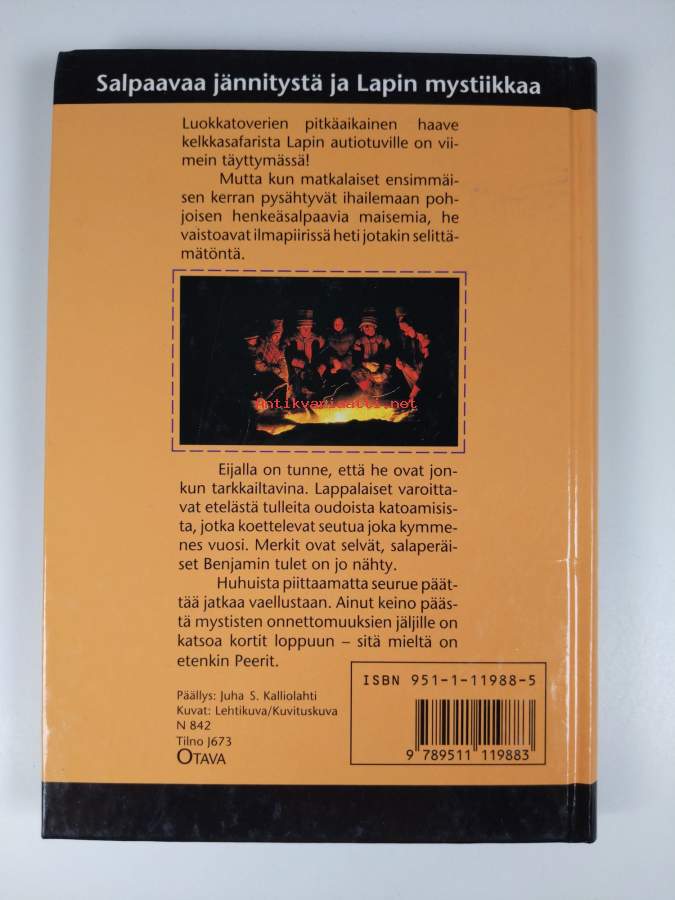 Salpaavaa jännitystä ja Lapin mystiikkaa
Luokkatoverien pitkäaikainen haave
kelkkasafarista Lapin autiotuville on vii-
mein täyttymässä!
Mutta kun matkalaiset ensimmäi-
sen kerran pysähtyvät ihailemaan poh-
joisen henkeäsalpaavia maisemia, he
vaistoavat ilmapiirissä heti jotakin selittä-
mätöntä.
Antikvariaatti.net
Eijalla on tunne, että he ovat jon-
kun tarkkailtavina. Lappalaiset varoitta-
vat etelästä tulleita oudoista katoamisis-
ta, jotka koettelevat seutua joka kymme-
nes vuosi. Merkit ovat selvät, salaperäi-
set Benjamin tulet on jo nähty.
Huhuista piittaamatta seurue päät-
tää jatkaa vaellustaan. Ainut keino pääs-
tä mystisten onnettomuuksien jäljille on
katsoa kortit loppuun – sitä mieltä on
etenkin Peerit.
Päällys: Juha S. Kalliolahti
Kuvat: Lehtikuva/Kuvituskuva
N 842
Tilno J673
OTAVA
ISBN 951-1-11988-5
9 789511 119883